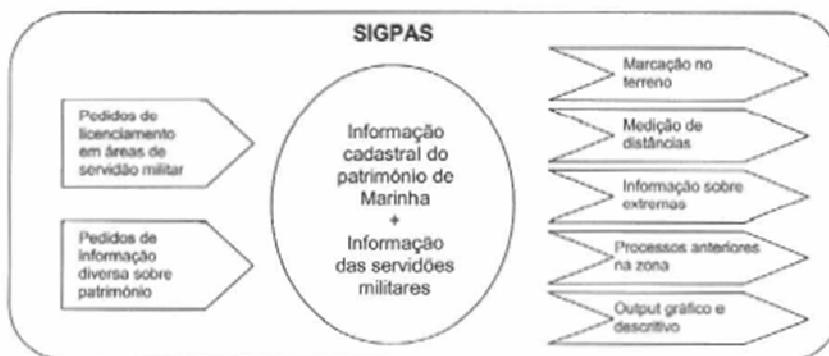 SIGPAS
Pedidos de
licenciamento
em áreas de
servidão militar
Pedidos de
informação
diversa sobre
património
Informação
cadastral do
património de
Marinha
+
Informação
das servidões
militares
Marcação no
terreno
Medição de
distâncias
Informação sobre
extremos
Processos anteriores
na zona
Output gráfico e
descritivo